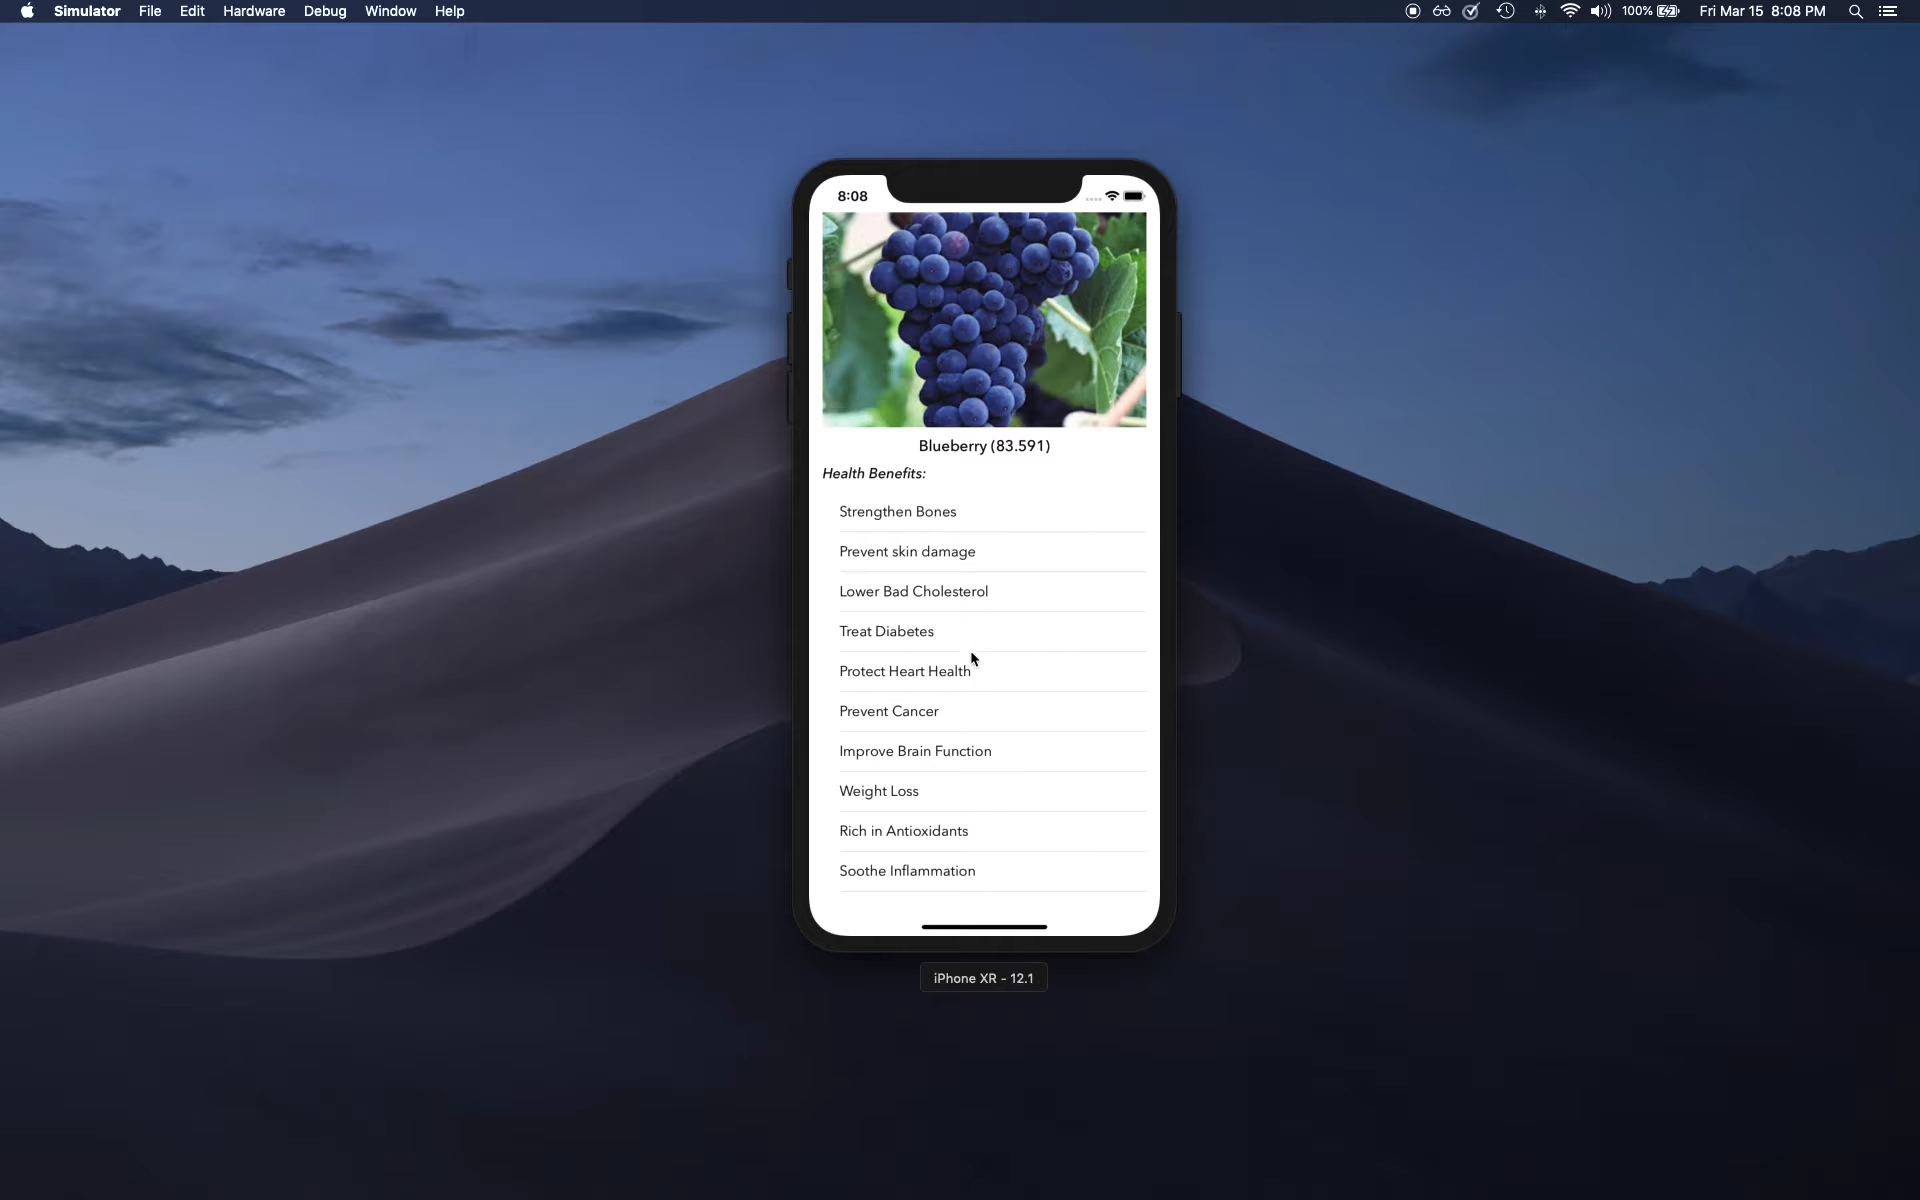 Simulator File Edit Hardware Debug Window Help 100% Fri Mar 15 8:08 PM
8:08
Blueberry (83.591)
Health Benefits:
Strengthen Bones
Prevent skin damage
Lower Bad Cholesterol
Treat Diabetes
Protect Heart Health
Prevent Cancer
Improve Brain Function
Weight Loss
Rich in Antioxidants
Soothe Inflammation
iPhone XR - 12.1